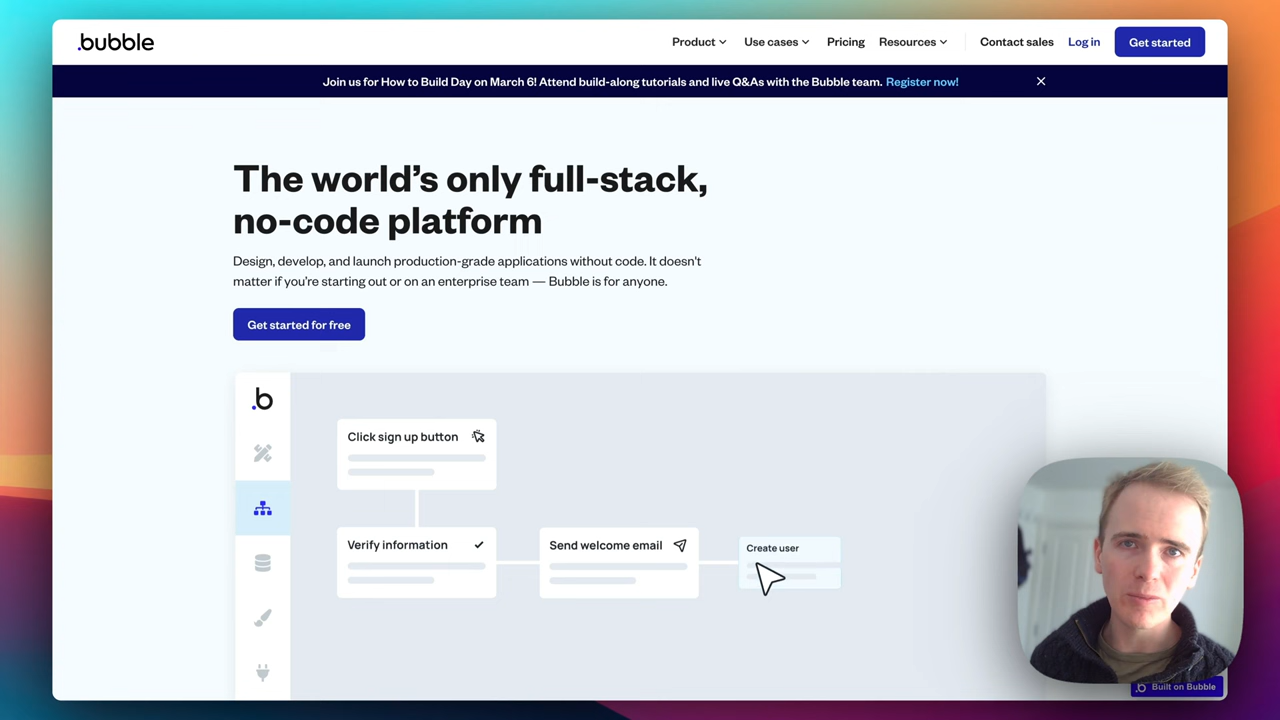 .bubble
Product
Use cases
Pricing
Resources
Contact sales
Log in
Get started
Join us for How to Build Day on March 6! Attend build-along tutorials and live Q&As with the Bubble team. Register now!
The world's only full-stack,
no-code platform
Design, develop, and launch production-grade applications without code. It doesn't
matter if you're starting out or on an enterprise team — Bubble is for anyone.
Get started for free
.b
Click sign up button
Verify information
Send welcome email
Create user
.b Built on Bubble